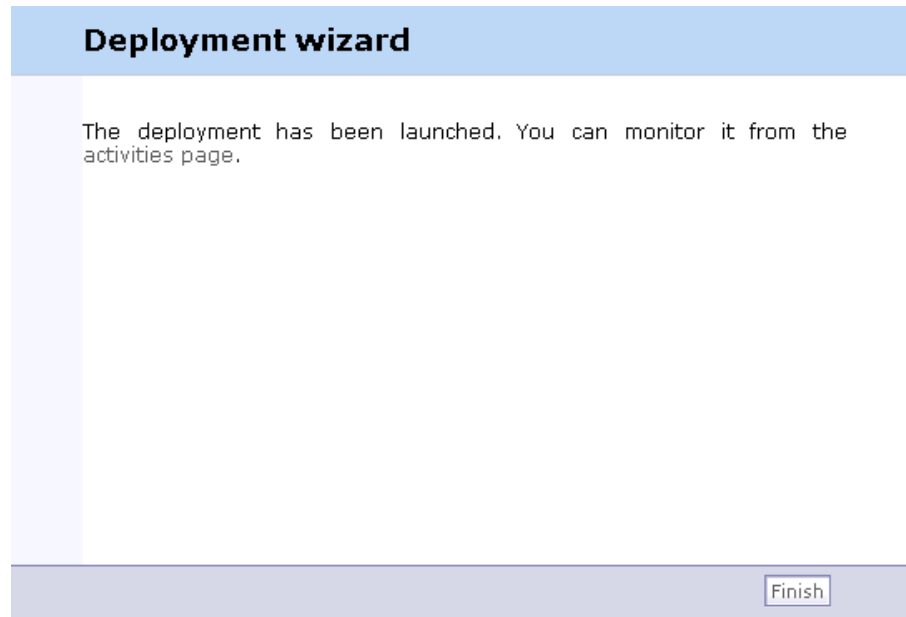 Deployment wizard
The deployment has been launched. You can monitor it from the
activities page.
Finish